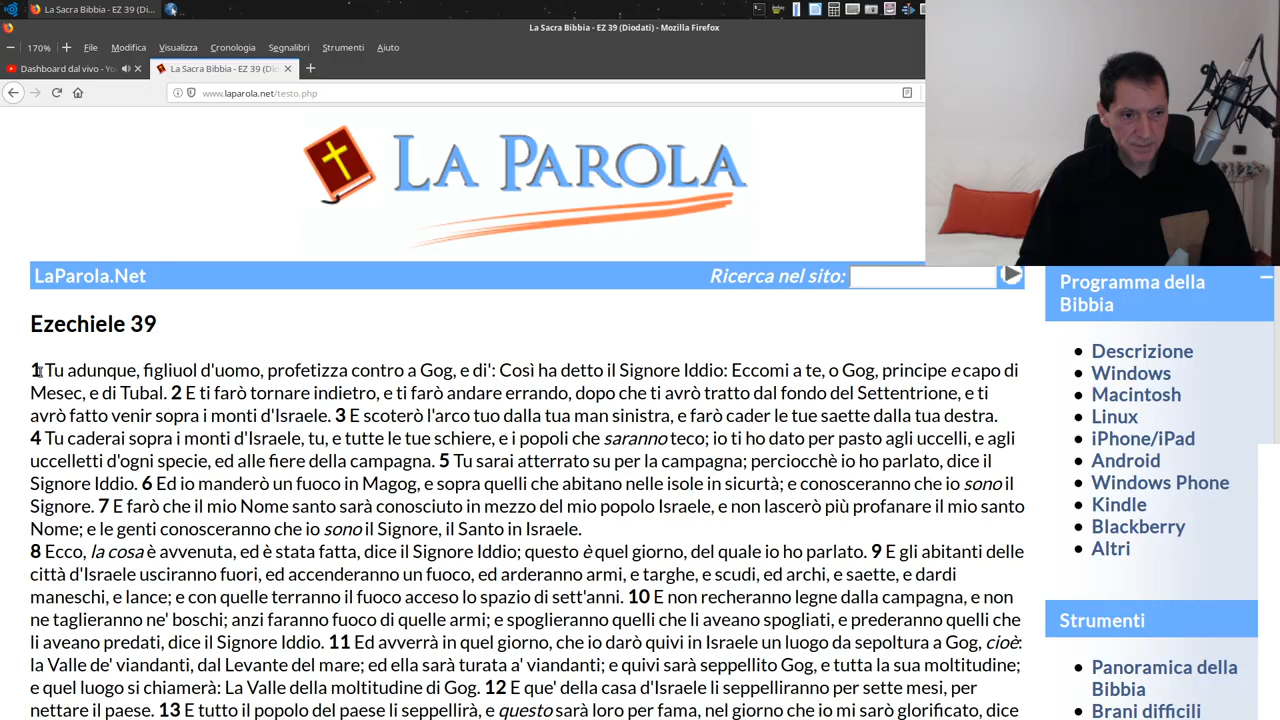 La Sacra Bibbia - EZ 39 (Di...
La Sacra Bibbia - EZ 39 (Diodati) - Mozilla Firefox
170%
File Modifica Visualizza Cronologia Segnalibri Strumenti Aiuto
Dashboard dal vivo - Yo
La Sacra Bibbia - EZ 39 (Dio
www.laparola.net/testo.php
LA PAROLA
LaParola.Net
Ricerca nel sito:
Ezechiele 39
1 Tu adunque, figliuol d'uomo, profetizza contro a Gog, e di': Così ha detto il Signore Iddio: Eccomi a te, o Gog, principe e capo di
Mesec, e di Tubal. 2 E ti farò tornare indietro, e ti farò andare errando, dopo che ti avrò tratto dal fondo del Settentrione, e ti
avrò fatto venir sopra i monti d'Israele. 3 E scoterò l'arco tuo dalla tua man sinistra, e farò cader le tue saette dalla tua destra.
4 Tu caderai sopra i monti d'Israele, tu, e tutte le tue schiere, e i popoli che saranno teco; io ti ho dato per pasto agli uccelli, e agli
uccelletti d'ogni specie, ed alle fiere della campagna. 5 Tu sarai atterrato su per la campagna; perciocchè io ho parlato, dice il
Signore Iddio. 6 Ed io manderò un fuoco in Magog, e sopra quelli che abitano nelle isole in sicurtà; e conosceranno che io sono il
Signore. 7 E farò che il mio Nome santo sarà conosciuto in mezzo del mio popolo Israele, e non lascerò più profanare il mio santo
Nome; e le genti conosceranno che io sono il Signore, il Santo in Israele.
8 Ecco, la cosa è avvenuta, ed è stata fatta, dice il Signore Iddio; questo è quel giorno, del quale io ho parlato. 9 E gli abitanti delle
città d'Israele usciranno fuori, ed accenderanno un fuoco, ed arderanno armi, e targhe, e scudi, ed archi, e saette, e dardi
maneschi, e lance; e con quelle terranno il fuoco acceso lo spazio di sett'anni. 10 E non recheranno legne dalla campagna, e non
ne taglieranno ne' boschi; anzi faranno fuoco di quelle armi; e spoglieranno quelli che li aveano spogliati, e prederanno quelli che
li aveano predati, dice il Signore Iddio. 11 Ed avverrà in quel giorno, che io darò quivi in Israele un luogo da sepoltura a Gog, cioè:
la Valle de' viandanti, dal Levante del mare; ed ella sarà turata a' viandanti; e quivi sarà seppellito Gog, e tutta la sua moltitudine;
e quel luogo si chiamerà: La Valle della moltitudine di Gog. 12 E que' della casa d'Israele li seppelliranno per sette mesi, per
nettare il paese. 13 E tutto il popolo del paese li seppellirà, e questo sarà loro per fama, nel giorno che io mi sarò glorificato, dice
Programma della
Bibbia
Descrizione
Windows
Macintosh
Linux
iPhone/iPad
Android
Windows Phone
Kindle
Blackberry
Altri
Strumenti
Panoramica della
Bibbia
Brani difficili